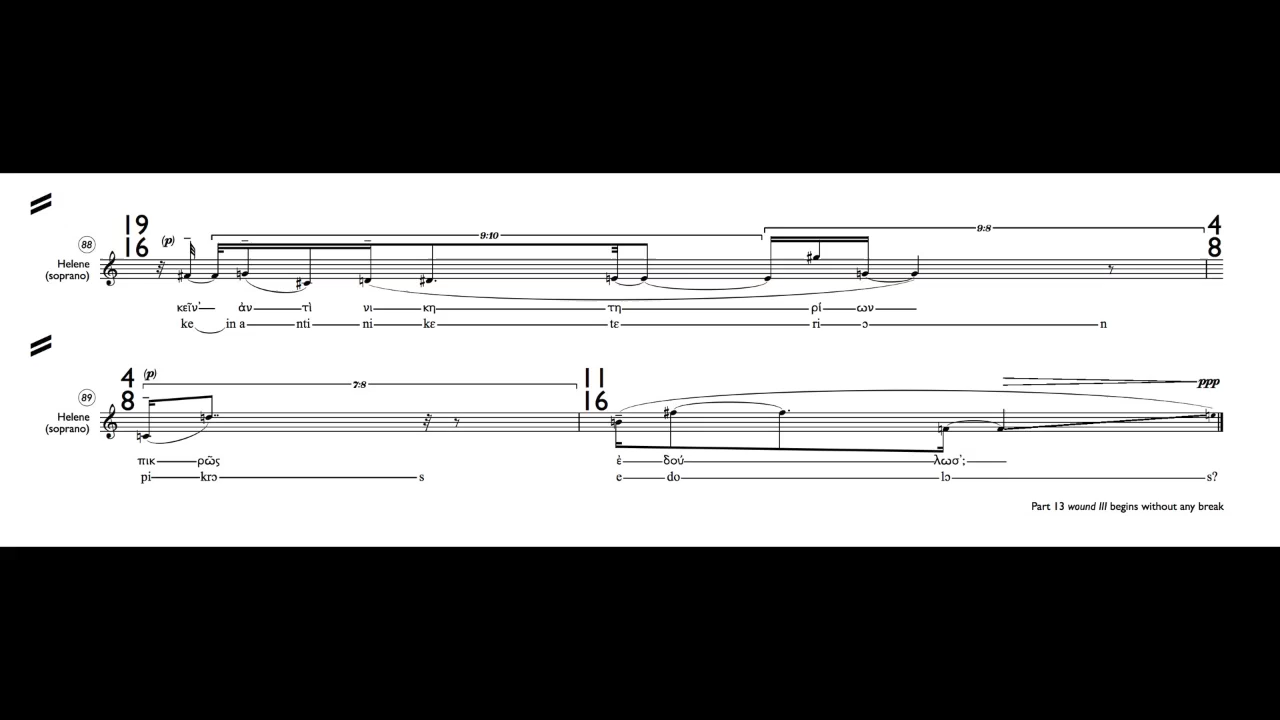 19
16
(p)
9:10
9:8
4
8
88
Helene
(soprano)
κεῖν’ ἀν τὶ νι κη τη ρί ων
ke in a nti ni kɛ tɛ ri ɔ n
4
8
(p)
7:8
11
16
ppp
89
Helene
(soprano)
πικ ρῶς ἐ δού λωσ’;
pi krɔ s e do lɔ s?
Part 13 wound III begins without any break